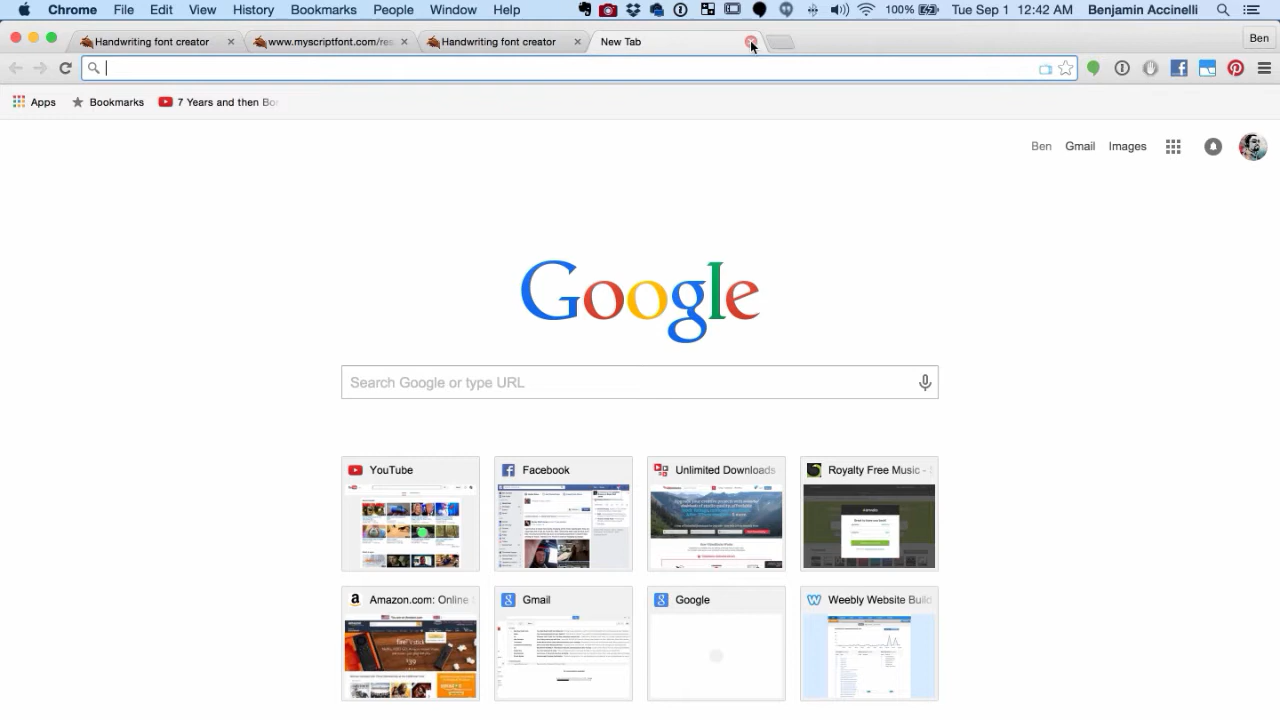 Chrome File Edit View History Bookmarks People Window Help 100% Tue Sep 1 12:42 AM Benjamin Accinelli
Handwriting font creator www.myscriptfont.com/res Handwriting font creator New Tab Ben
Apps Bookmarks 7 Years and then Bo
Ben Gmail Images
Google
Search Google or type URL
YouTube Facebook Unlimited Downloads Royalty Free Music -
Amazon.com: Online Gmail Google Weebly Website Buil